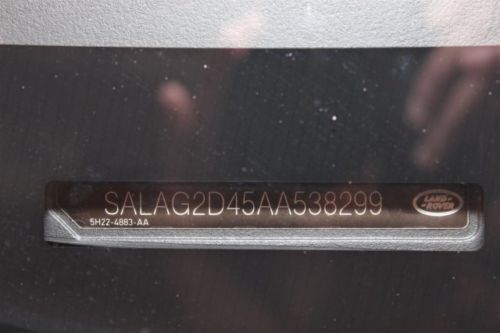 SALAG2D45AA538299
5H22-4883-AA
LAND-
-ROVER